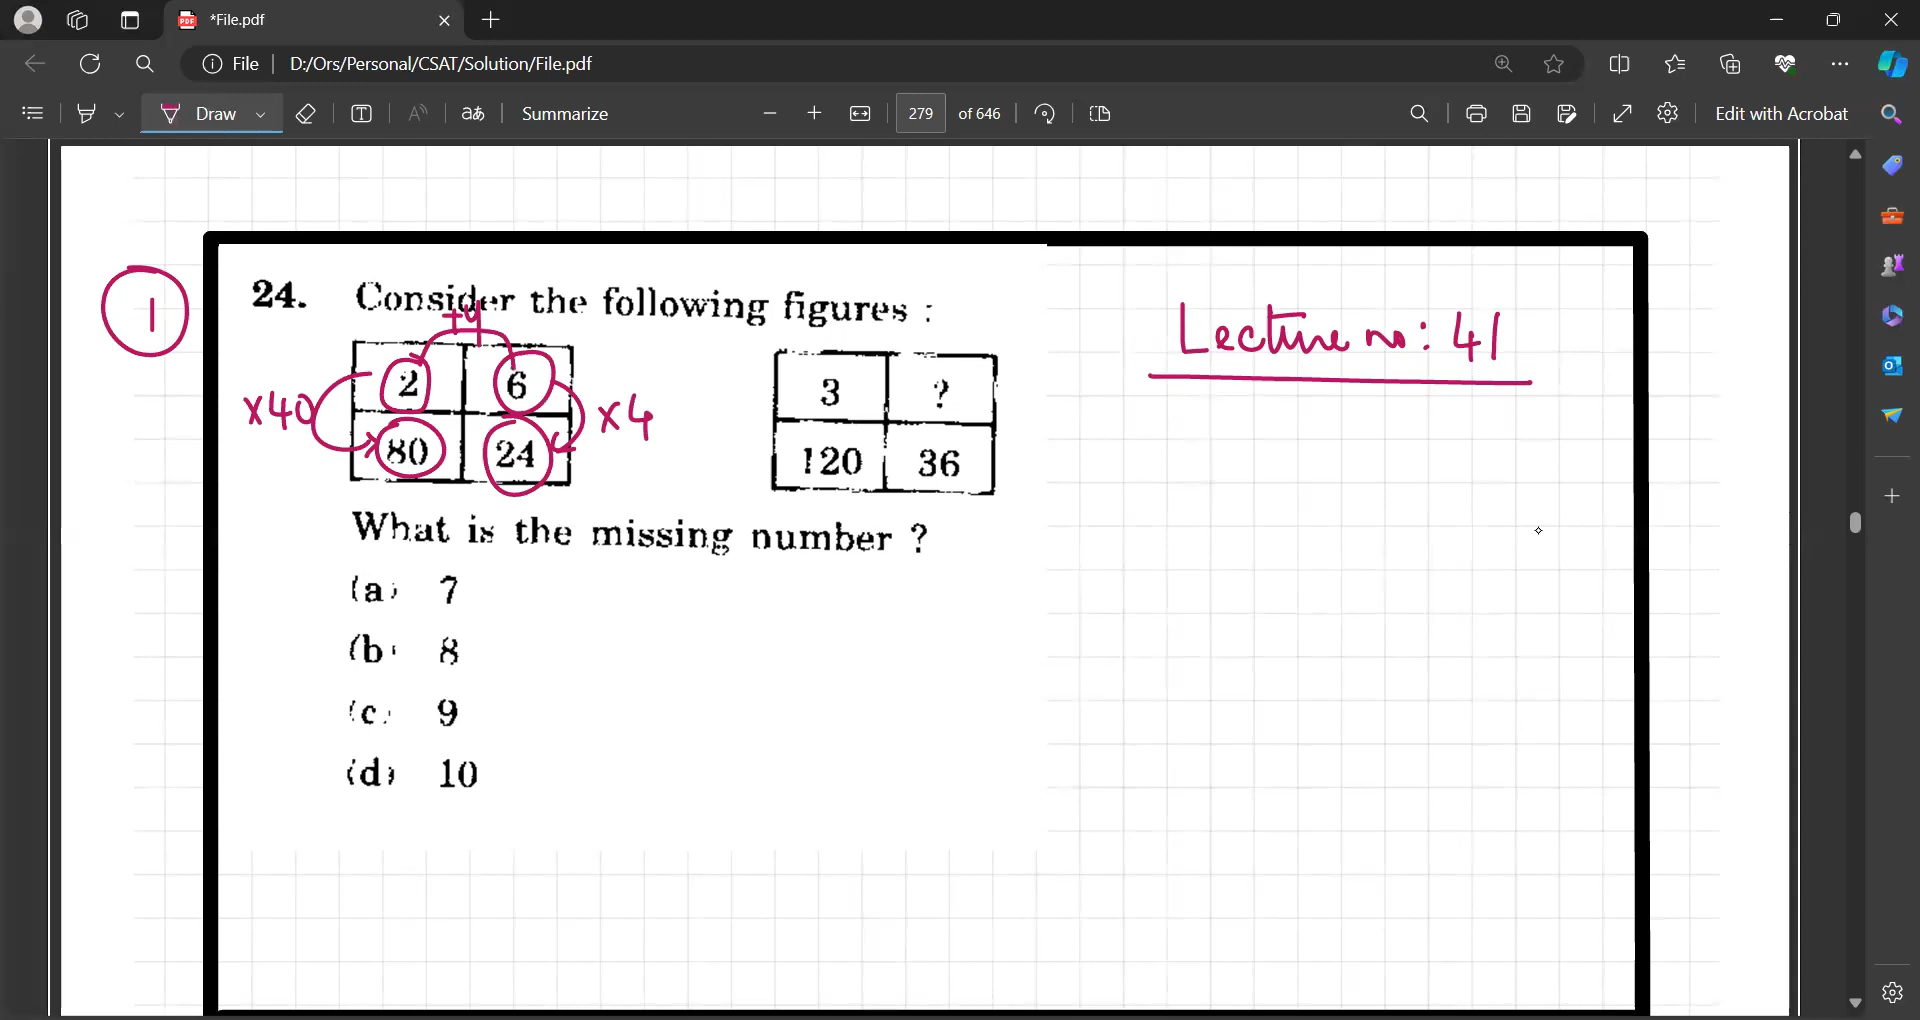 *File.pdf
File
D:/Ors/Personal/CSAT/Solution/File.pdf
Draw
aあ
Summarize
279 of 646
Edit with Acrobat
1
24. Consider the following figures :
+4
Lecture no: 41
2 6
3 ?
x40
x4
80 24
120 36
What is the missing number ?
(a) 7
(b) 8
(c) 9
(d) 10